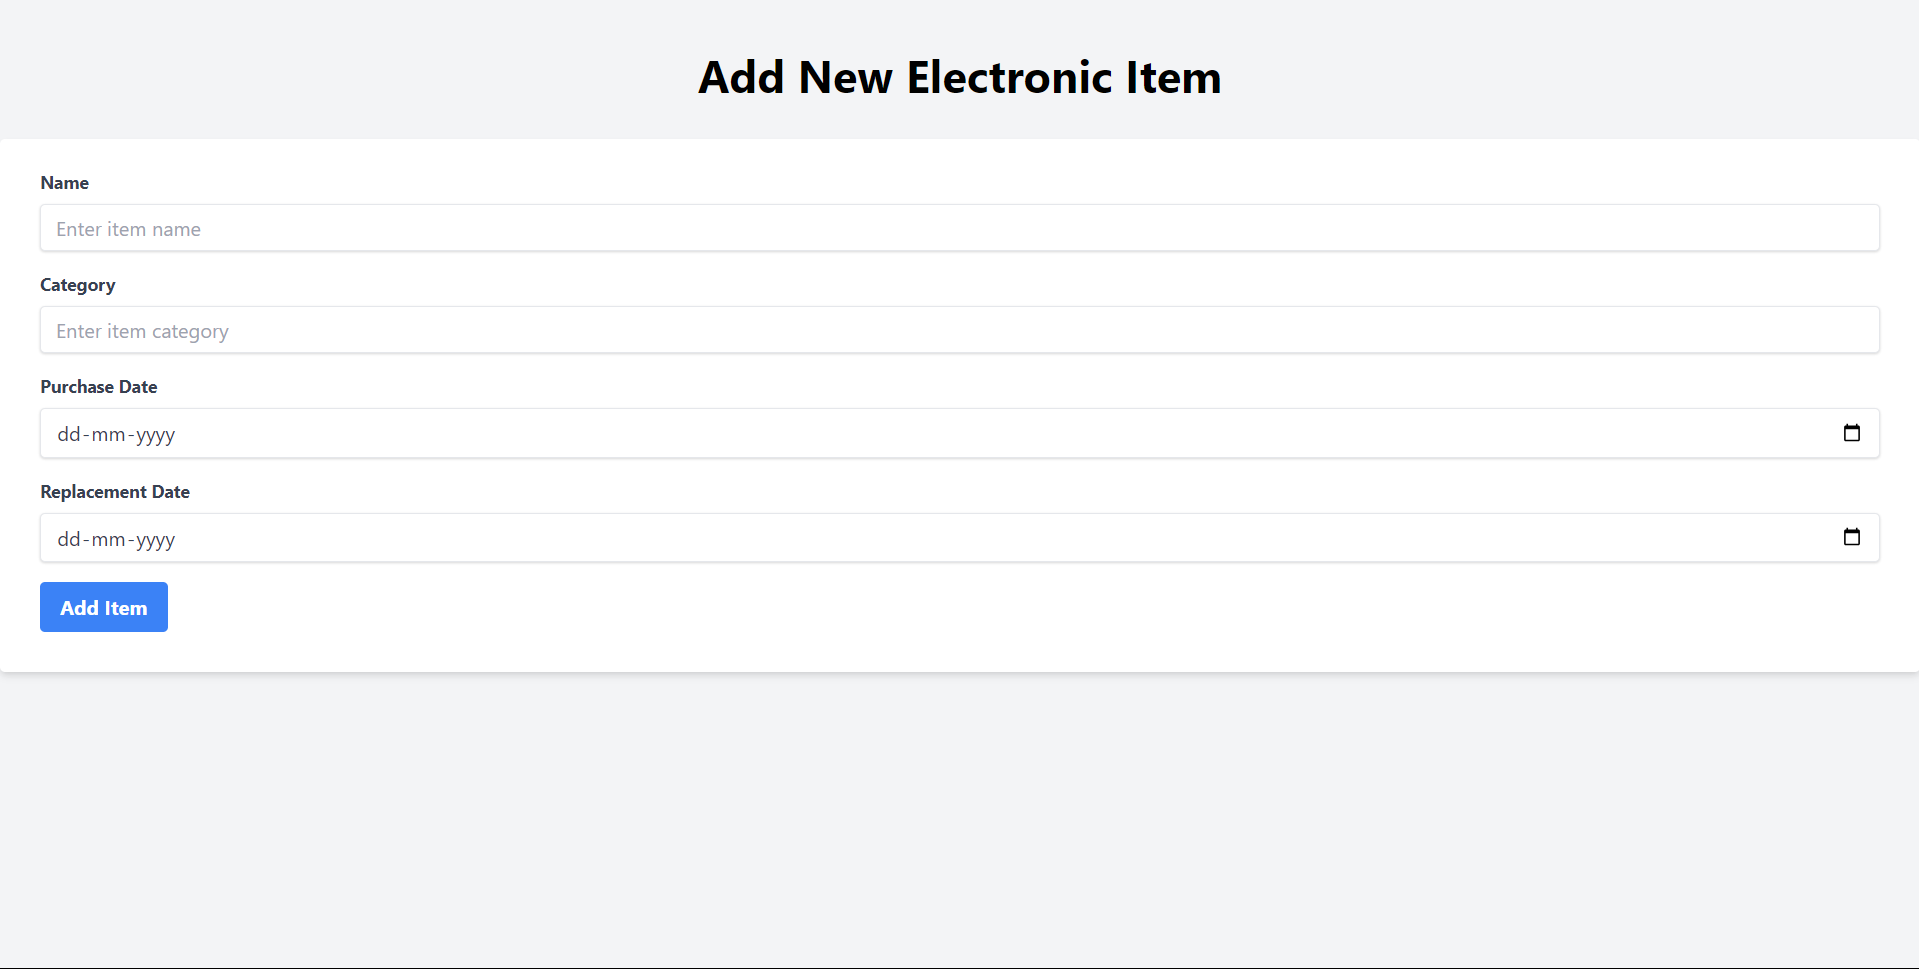 Add New Electronic Item
Name
Enter item name
Category
Enter item category
Purchase Date
dd-mm-yyyy
Replacement Date
dd-mm-yyyy
Add Item